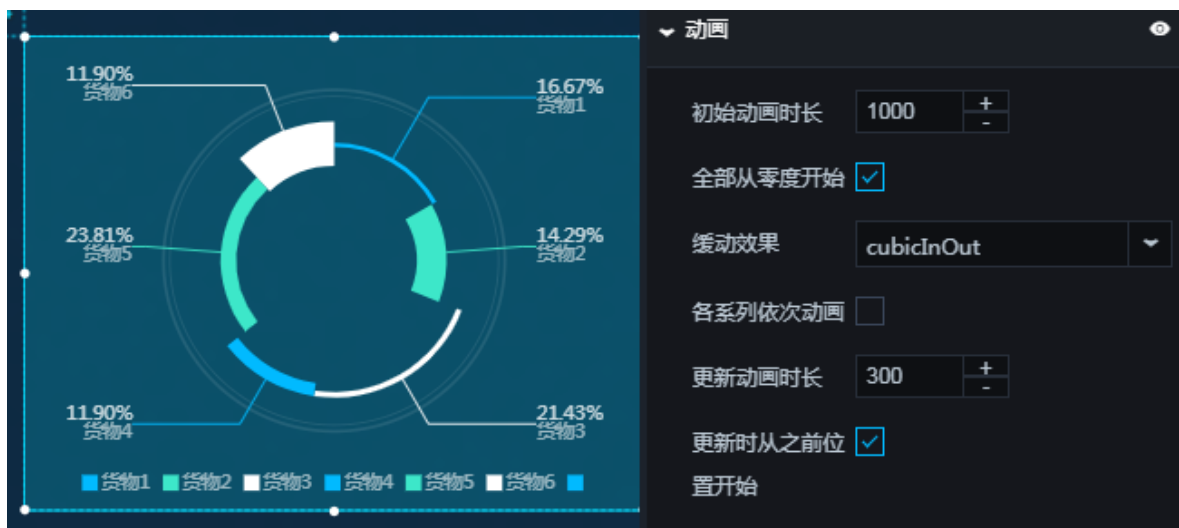 11.90%
货物6
16.67%
货物1
23.81%
货物5
14.29%
货物2
11.90%
货物4
21.43%
货物3
货物1 货物2 货物3 货物4 货物5 货物6
动画
初始动画时长 1000 + -
全部从零度开始
缓动效果 cubicInOut
各系列依次动画
更新动画时长 300 + -
更新时从之前位
置开始